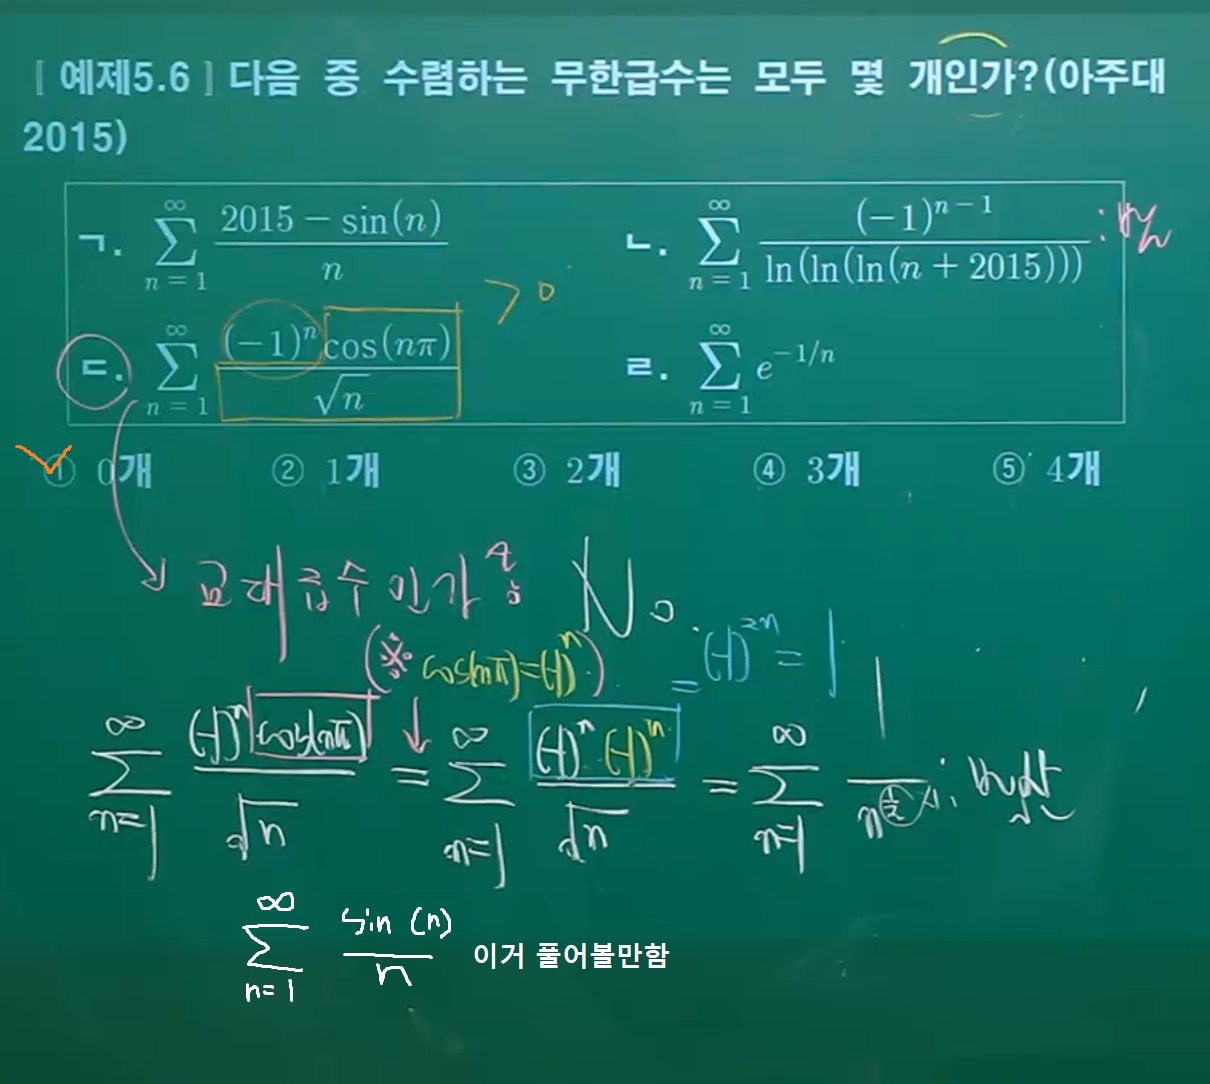 [예제5.6] 다음 중 수렴하는 무한급수는 모두 몇 개인가?(아주대
2015)
ㄱ. \sum_{n=1}^{\infty} \frac{2015 - \sin(n)}{n}
ㄴ. \sum_{n=1}^{\infty} \frac{(-1)^{n-1}}{\ln(\ln(\ln(n+2015)))} :
ㄷ. \sum_{n=1}^{\infty} \frac{(-1)^n \cos(n\pi)}{\sqrt{n}} > 0
ㄹ. \sum_{n=1}^{\infty} e^{-1/n}
① 0개 ② 1개 ③ 2개 ④ 3개 ⑤ 4개
교대급수인가? No.
(※ cos(nπ)=(-1)^n) = (-1)^{2n} = 1
\sum_{n=1}^{\infty} \frac{(-1)^n \cos(n\pi)}{\sqrt{n}} = \sum_{n=1}^{\infty} \frac{(-1)^n \cdot (-1)^n}{\sqrt{n}} = \sum_{n=1}^{\infty} \frac{1}{n^{\frac{1}{2}}} <1 : 발산
\sum_{n=1}^{\infty} \frac{\sin(n)}{n} 이거 풀어볼만함